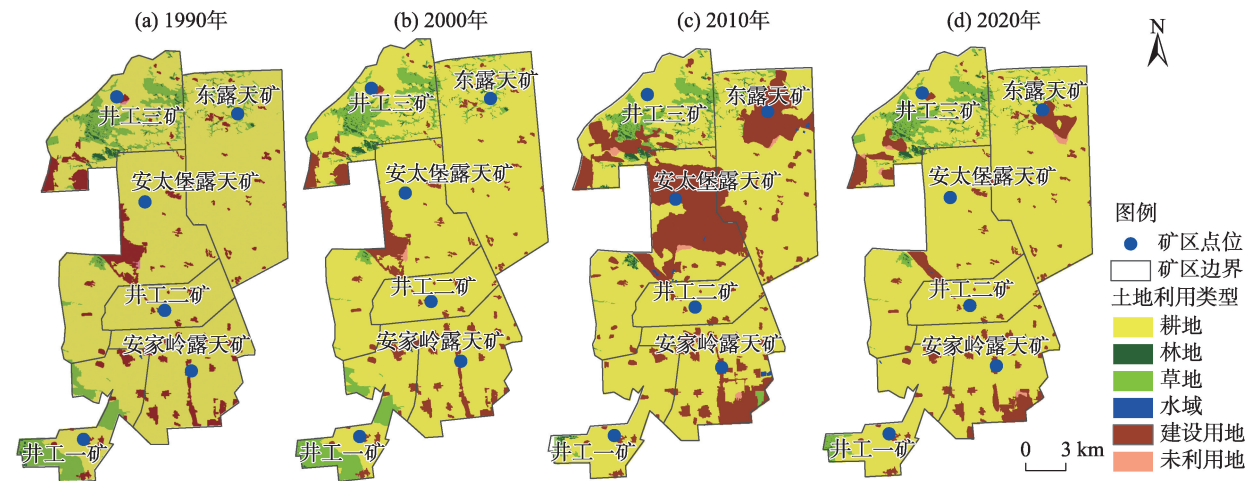 (a) 1990年
(b) 2000年
(c) 2010年
(d) 2020年
N
井工三矿
东露天矿
安太堡露天矿
井工二矿
安家岭露天矿
井工一矿
井工三矿
东露天矿
安太堡露天矿
井工二矿
安家岭露天矿
井工一矿
井工三矿
东露天矿
安太堡露天矿
井工二矿
安家岭露天矿
井工一矿
井工三矿
东露天矿
安太堡露天矿
井工二矿
安家岭露天矿
井工一矿
图例
矿区点位
矿区边界
土地利用类型
耕地
林地
草地
水域
建设用地
未利用地
0 3 km